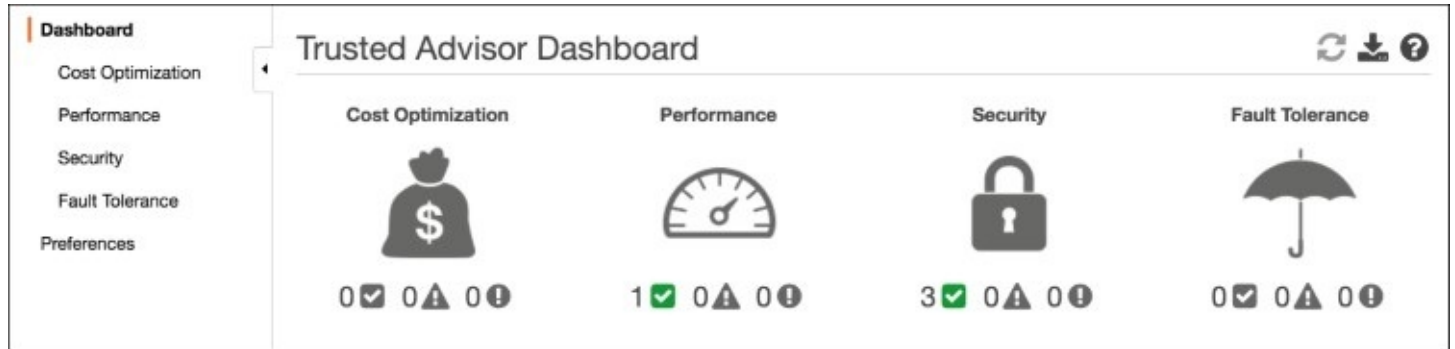 Dashboard
Cost Optimization
Performance
Security
Fault Tolerance
Preferences
Trusted Advisor Dashboard
Cost Optimization
Performance
Security
Fault Tolerance
$
0 0 0
1 0 0
3 0 0
0 0 0